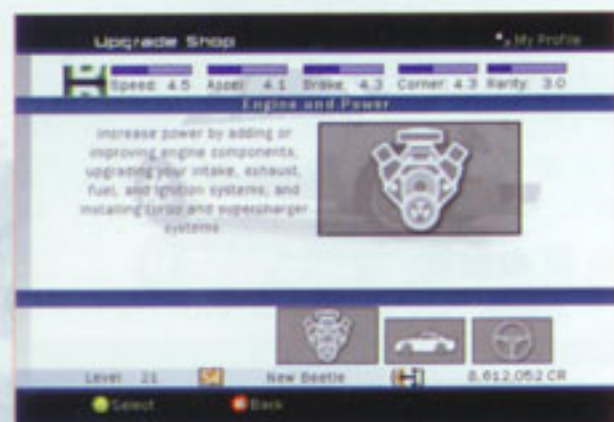 Upgrade Shop
My Profile
Speed: 4.5 Accel: 4.1 Brake: 4.3 Corner: 4.3 Rarity: 3.0
Engine and Power
Increase power by adding or
improving engine components,
upgrading your intake, exhaust,
fuel, and ignition systems, and
installing turbo and supercharger
systems
Level 21 New Beetle 8,612,052 CR
Select Back